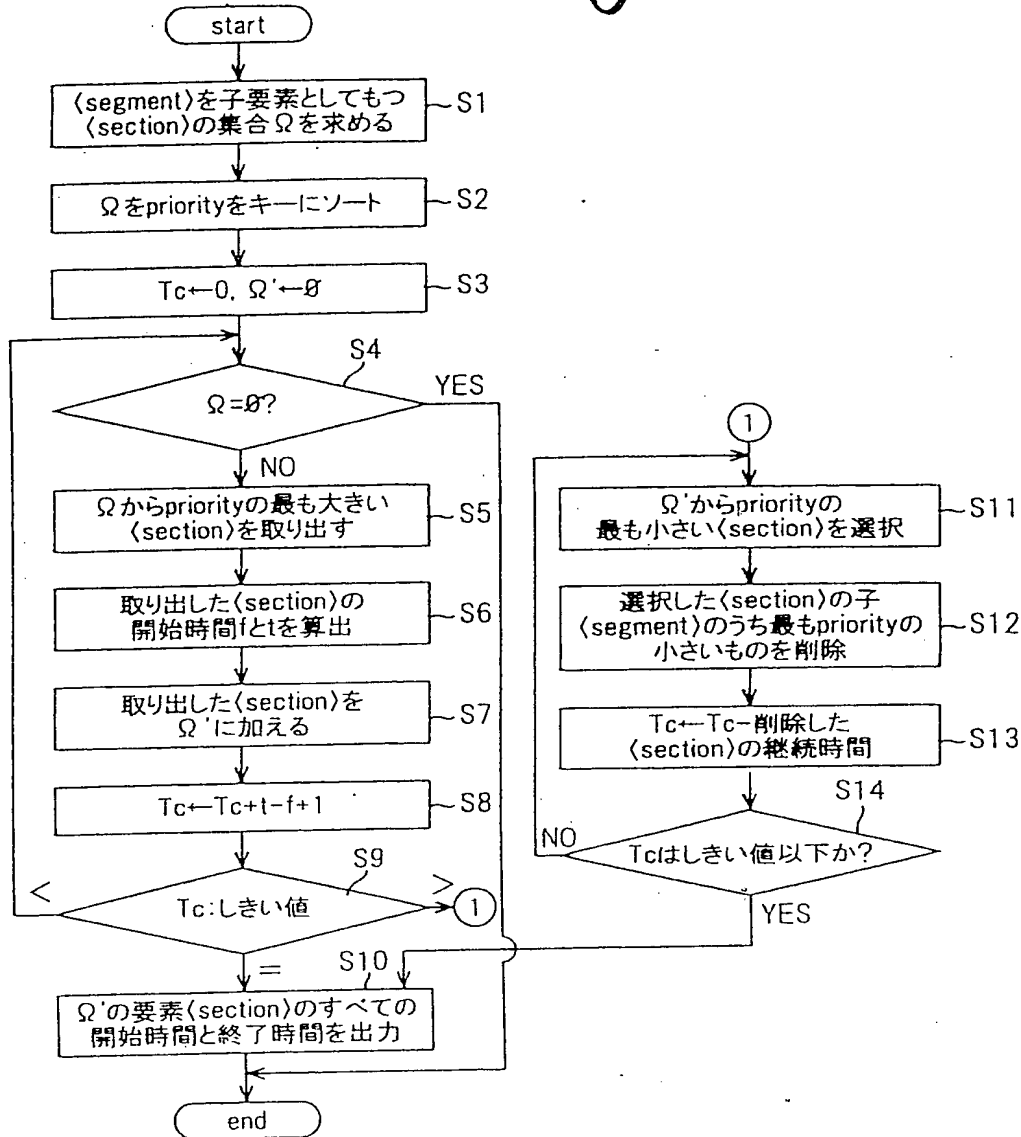 start
〈segment〉を子要素としてもつ
〈section〉の集合Ωを求める
S1
Ωをpriorityをキーにソート
S2
Tc←0, Ω'←∅
S3
S4
Ω=∅?
YES
NO
Ωからpriorityの最も大きい
〈section〉を取り出す
S5
取り出した〈section〉の
開始時間fとtを算出
S6
取り出した〈section〉を
Ω'に加える
S7
Tc←Tc+t-f+1
S8
S9
<
Tc:しきい値
>
1
=
S10
Ω'の要素〈section〉のすべての
開始時間と終了時間を出力
end
1
Ω'からpriorityの
最も小さい〈section〉を選択
S11
選択した〈section〉の子
〈segment〉のうち最もpriorityの
小さいものを削除
S12
Tc←Tc-削除した
〈section〉の継続時間
S13
S14
NO
Tcはしきい値以下か?
YES